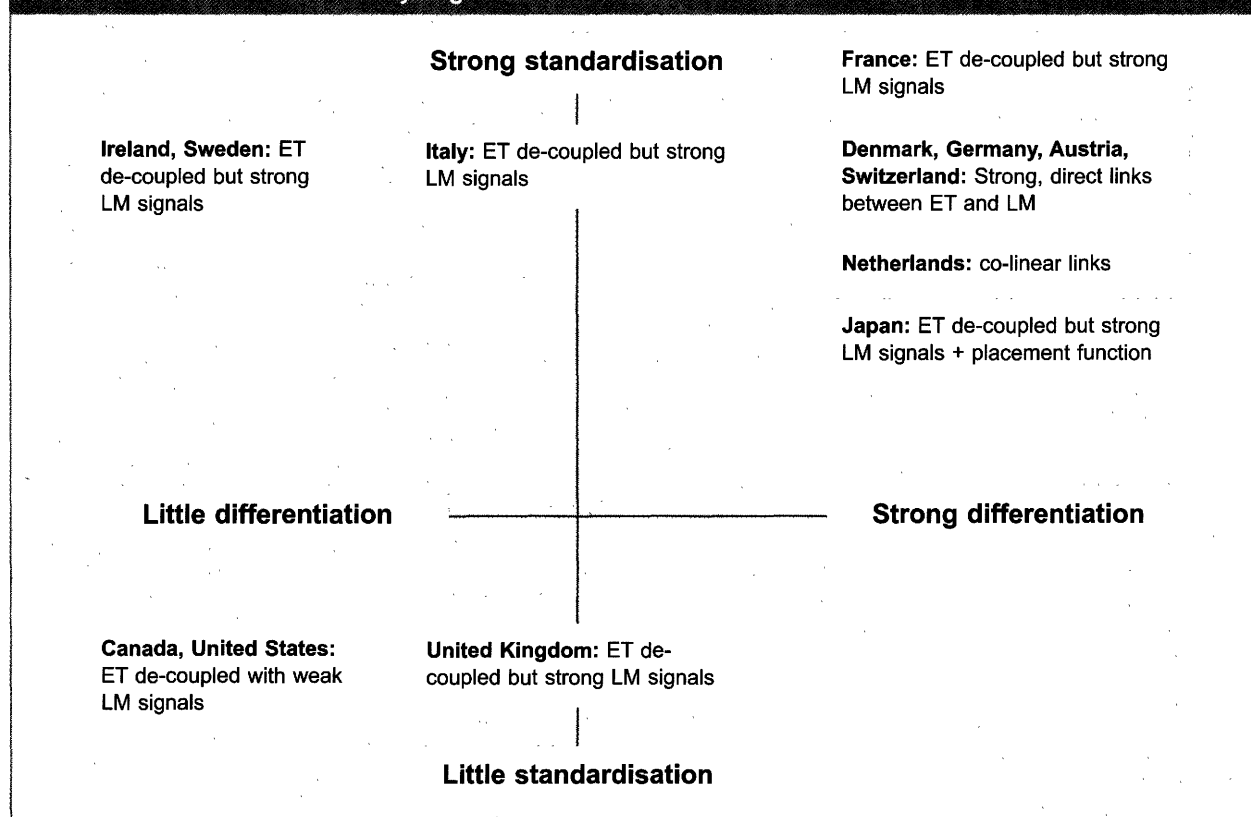 Strong standardisation
France: ET de-coupled but strong
LM signals
Ireland, Sweden: ET
de-coupled but strong
LM signals
Italy: ET de-coupled but strong
LM signals
Denmark, Germany, Austria,
Switzerland: Strong, direct links
between ET and LM
Netherlands: co-linear links
Japan: ET de-coupled but strong
LM signals + placement function
Little differentiation
Strong differentiation
Canada, United States:
ET de-coupled with weak
LM signals
United Kingdom: ET de-
coupled but strong LM signals
Little standardisation